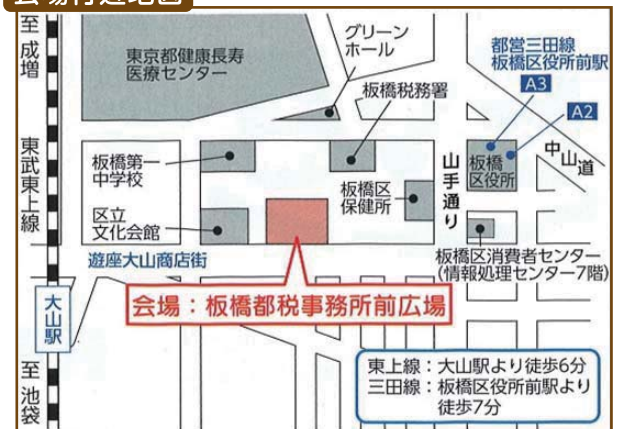 会場付近地図
至成増
東武東上線
大山駅
至池袋
東京都健康長寿
医療センター
グリーン
ホール
板橋税務署
都営三田線
板橋区役所前駅
A3
A2
中山道
板橋第一
中学校
板橋区
保健所
山手通り
板橋
区役所
区立
文化会館
遊座大山商店街
板橋区消費者センター
(情報処理センター7階)
会場：板橋都税事務所前広場
東上線：大山駅より徒歩6分
三田線：板橋区役所前駅より
徒歩7分